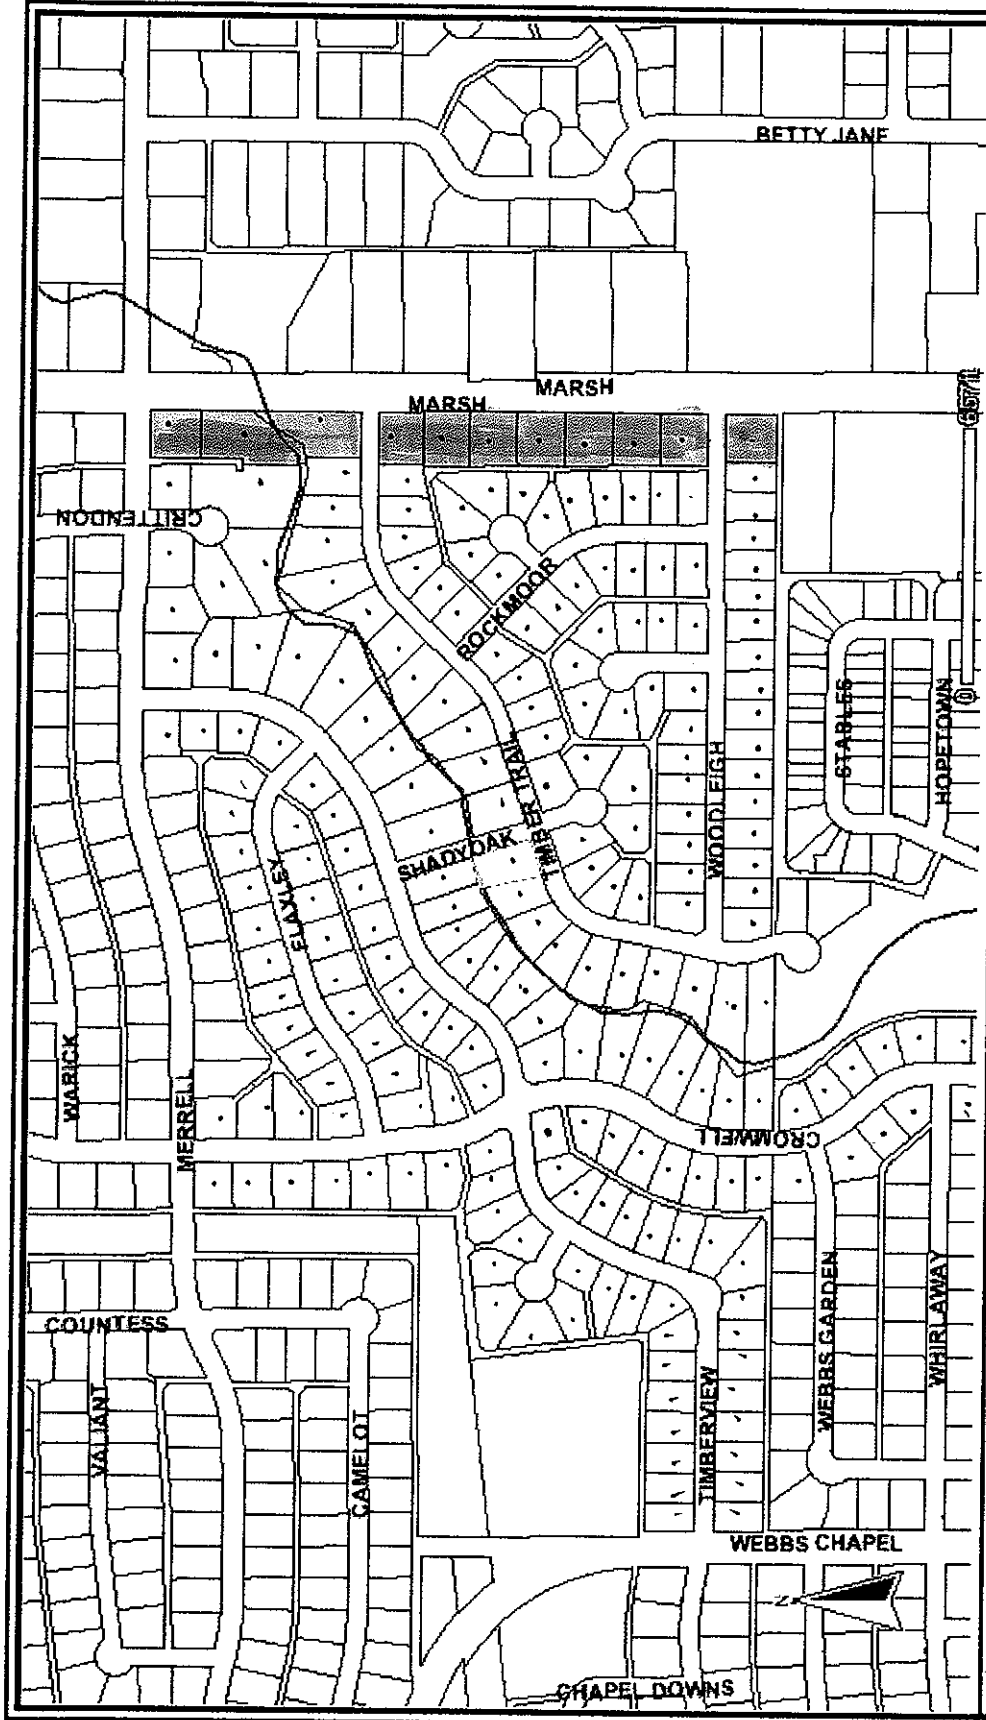 BETTY JANE
MARSH
MARSH
CRITTENDON
ROCKMOOR
STABLES
HOPETOWN
WOODLEIGH
TIMBER TRAIL
SHADYOAK
FLAXLEY
WARICK
MERRELL
CROMWELL
COUNTESS
VALIANT
CAMELOT
TIMBERVIEW
WEBBS GARDEN
WHIRLAWAY
WEBBS CHAPEL
N
CHAPEL DOWNS
0